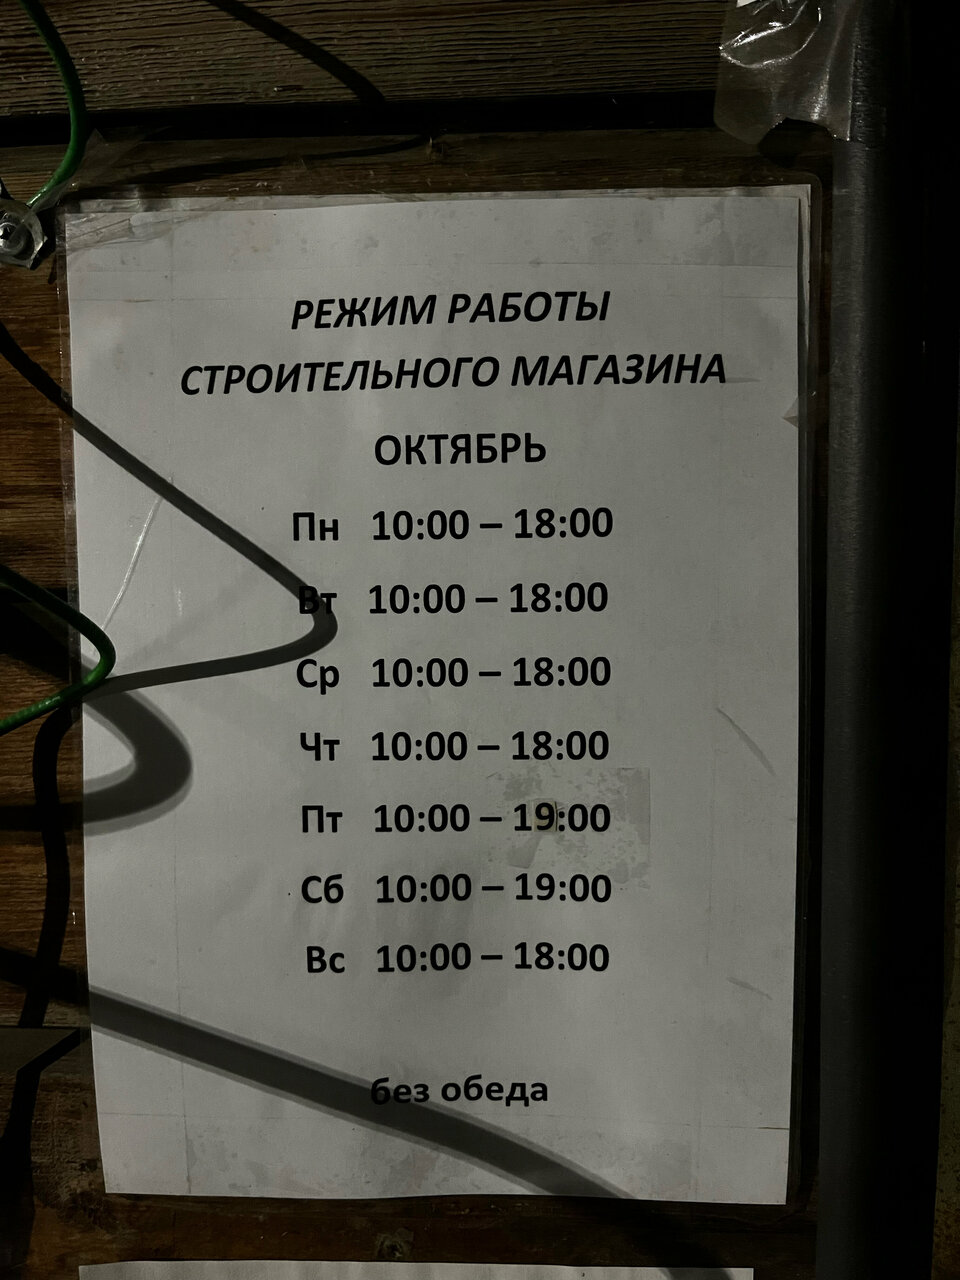 РЕЖИМ РАБОТЫ
СТРОИТЕЛЬНОГО МАГАЗИНА
ОКТЯБРЬ
Пн 10:00 – 18:00
Вт 10:00 – 18:00
Ср 10:00 – 18:00
Чт 10:00 – 18:00
Пт 10:00 – 19:00
Сб 10:00 – 19:00
Вс 10:00 – 18:00
без обеда